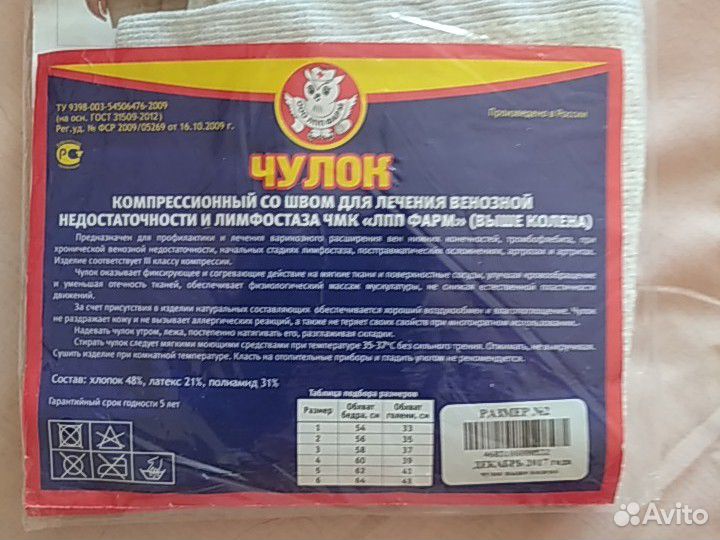 ТУ 9398-003-54506476-2009
(на осн. ГОСТ 31509-2012)
Рег.уд. № ФСР 2009/05269 от 16.10.2009 г.
ООО «ЛПП ФАРМ»
Произведено в России
ЧУЛОК
КОМПРЕССИОННЫЙ СО ШВОМ ДЛЯ ЛЕЧЕНИЯ ВЕНОЗНОЙ
НЕДОСТАТОЧНОСТИ И ЛИМФОСТАЗА ЧМК «ЛПП ФАРМ» (ВЫШЕ КОЛЕНА)
Предназначен для профилактики и лечения варикозного расширения вен нижних конечностей, тромбофлебита, при
хронической венозной недостаточности, начальных стадиях лимфостаза, посттравматических осложнениях, артрозах и артритах.
Изделие соответствует III классу компрессии.
Чулок оказывает фиксирующее и согревающее действие на мягкие ткани и поверхностные сосуды, улучшая кровообращение
и уменьшая отечность тканей, обеспечивает физиологический массаж мускулатуры, не снижая естественной эластичности
движений.
За счет присутствия в изделии натуральных составляющих обеспечивается хороший воздухообмен и влагопоглощение. Чулок
не раздражает кожу и не вызывает аллергических реакций, а также не теряет своих свойств при многократном использовании.
Надевать чулок утром, лежа, постепенно натягивать его, разглаживая складки.
Стирать чулок следует мягкими моющими средствами при температуре 35-37°С без сильного трения. Отжимать, не выкручивая.
Сушить изделие при комнатной температуре. Класть на отопительные приборы и гладить утюгом не рекомендуется.
Состав: хлопок 48%, латекс 21%, полиамид 31%
Гарантийный срок годности 5 лет
Таблица подбора размеров
Размер Обхват бедра, см Обхват голени, см
1 54 33
2 56 35
3 58 37
4 60 39
5 62 41
6 64 43
РАЗМЕР №2
ДЕКАБРЬ 2017 года
Avito